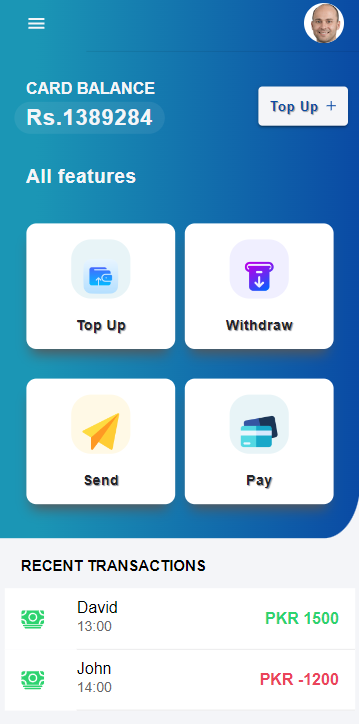 CARD BALANCE
Rs.1389284
Top Up +
All features
Top Up
Withdraw
Send
Pay
RECENT TRANSACTIONS
David
13:00
PKR 1500
John
14:00
PKR -1200